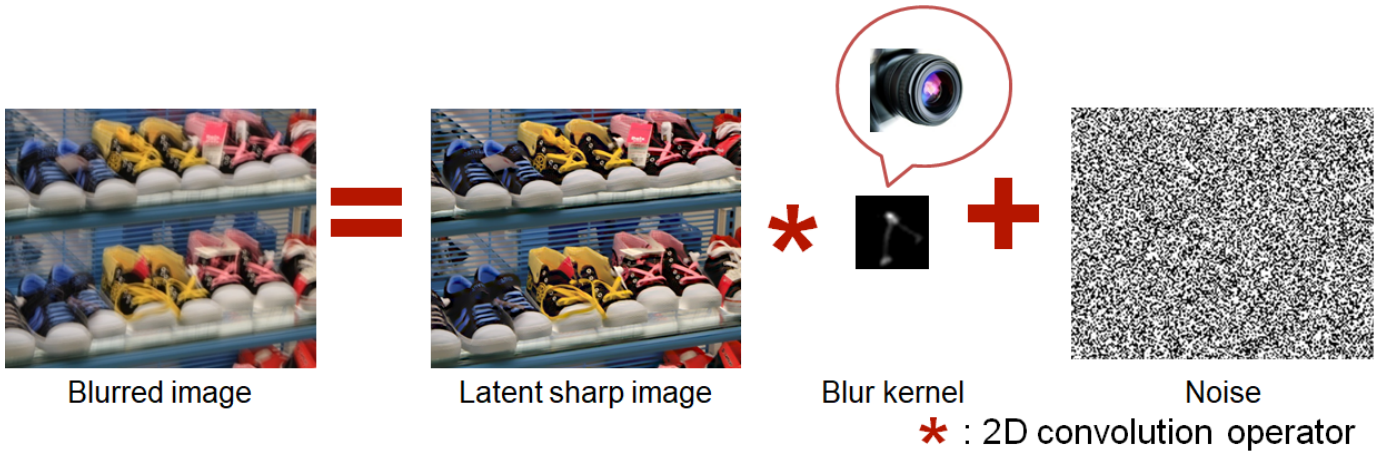 Blurred image
Latent sharp image
Blur kernel
Noise
* : 2D convolution operator